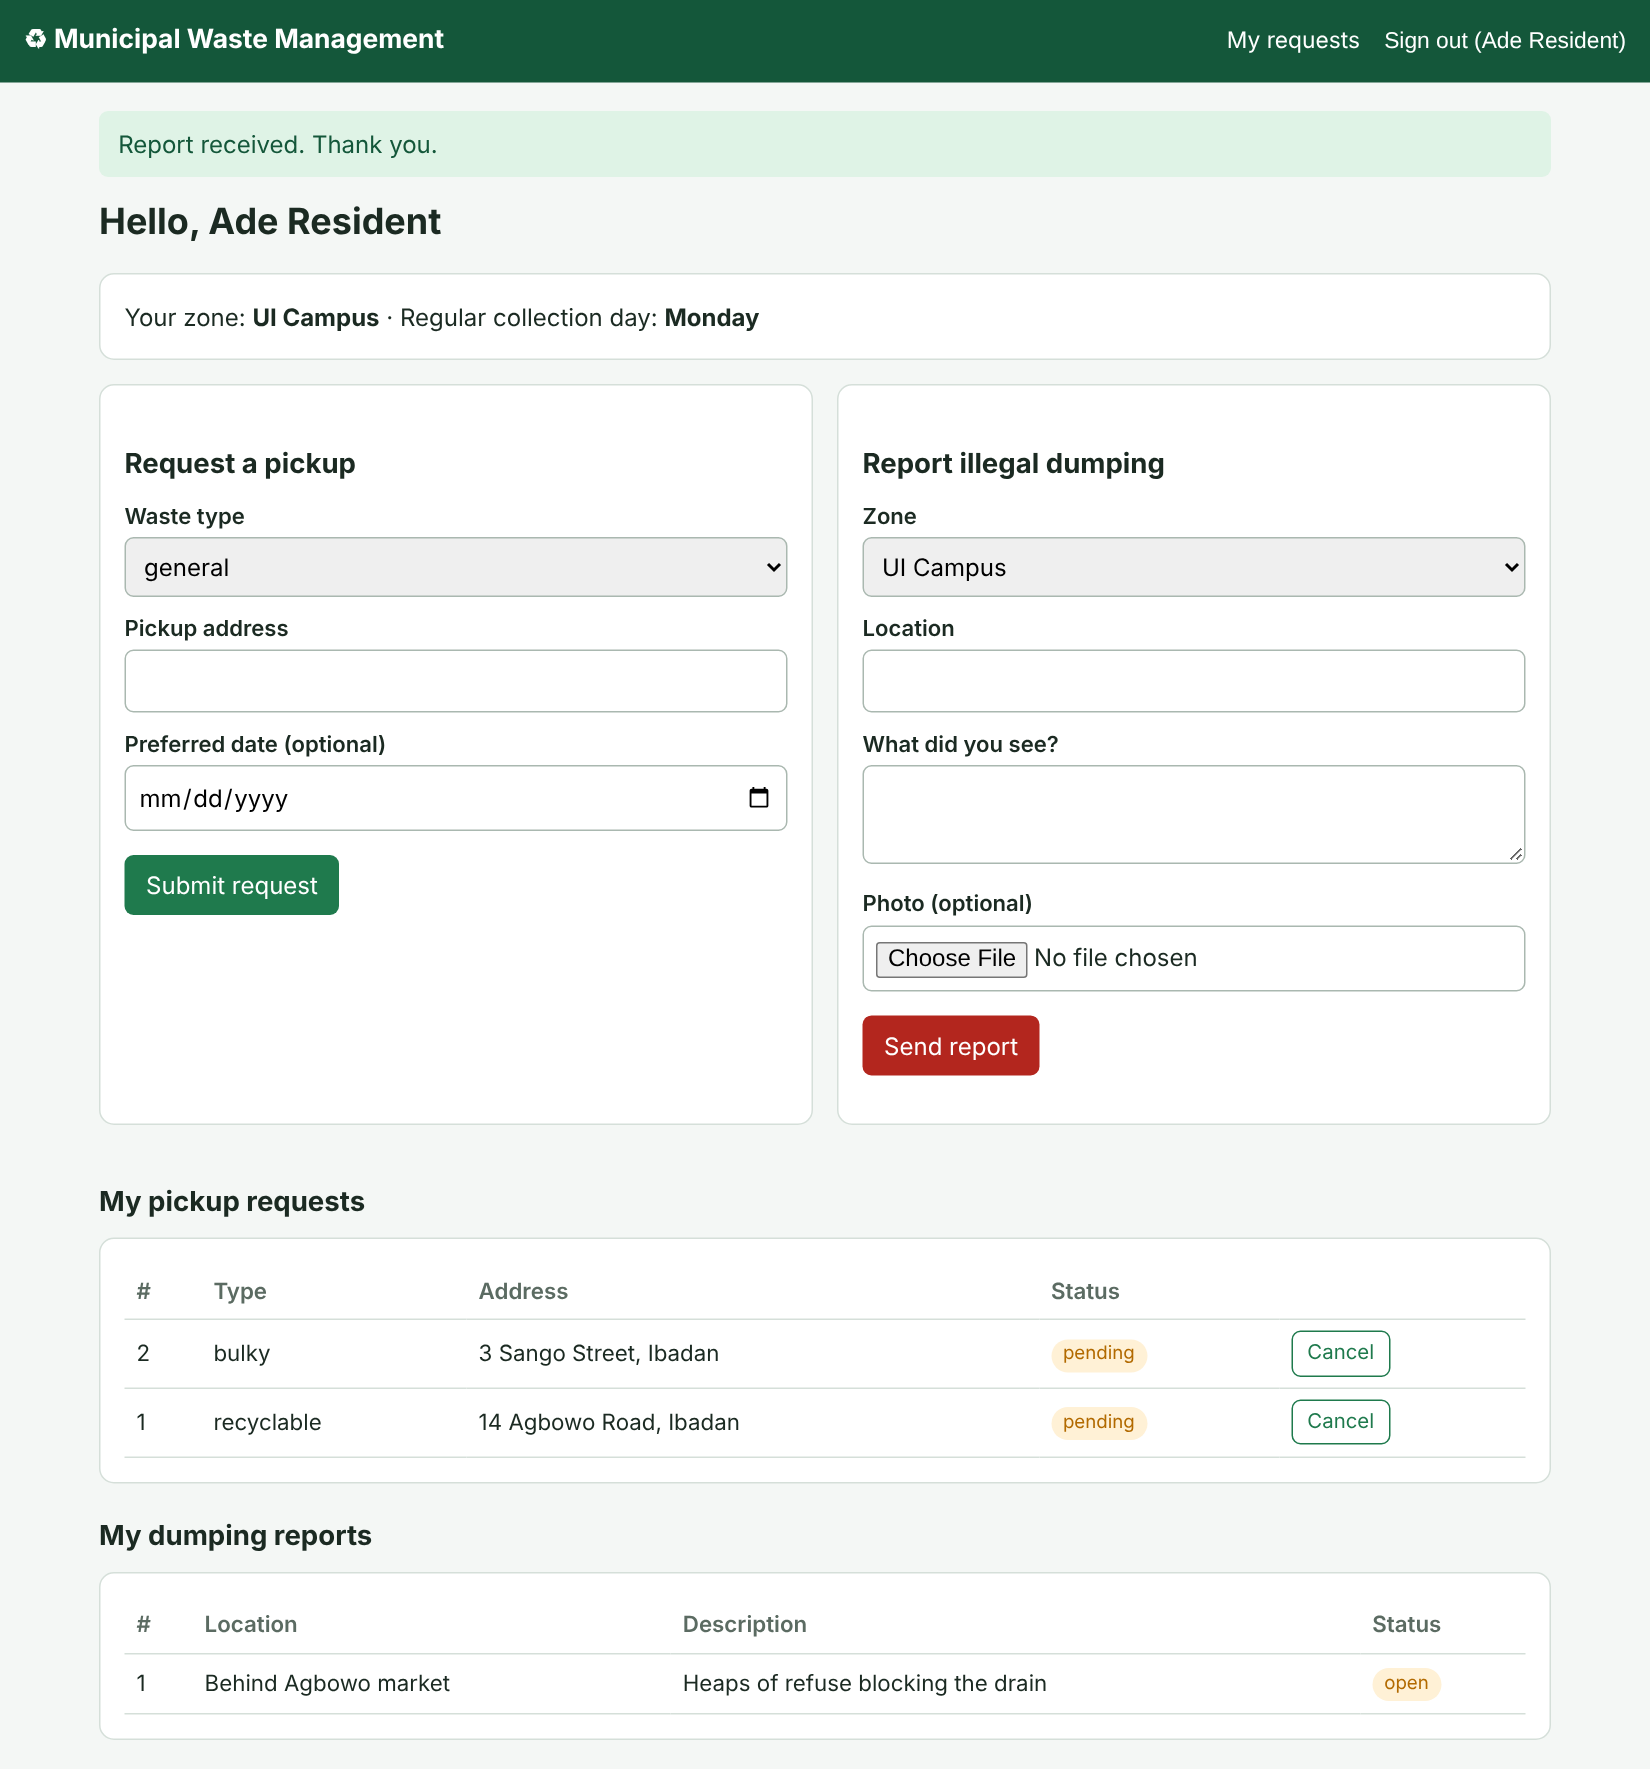 ♻ Municipal Waste Management
My requests Sign out (Ade Resident)
Report received. Thank you.
Hello, Ade Resident
Your zone: UI Campus · Regular collection day: Monday
Request a pickup
Waste type
general
Pickup address
Preferred date (optional)
mm/dd/yyyy
Submit request
Report illegal dumping
Zone
UI Campus
Location
What did you see?
Photo (optional)
Choose File No file chosen
Send report
My pickup requests
# Type Address Status
2 bulky 3 Sango Street, Ibadan pending Cancel
1 recyclable 14 Agbowo Road, Ibadan pending Cancel
My dumping reports
# Location Description Status
1 Behind Agbowo market Heaps of refuse blocking the drain open